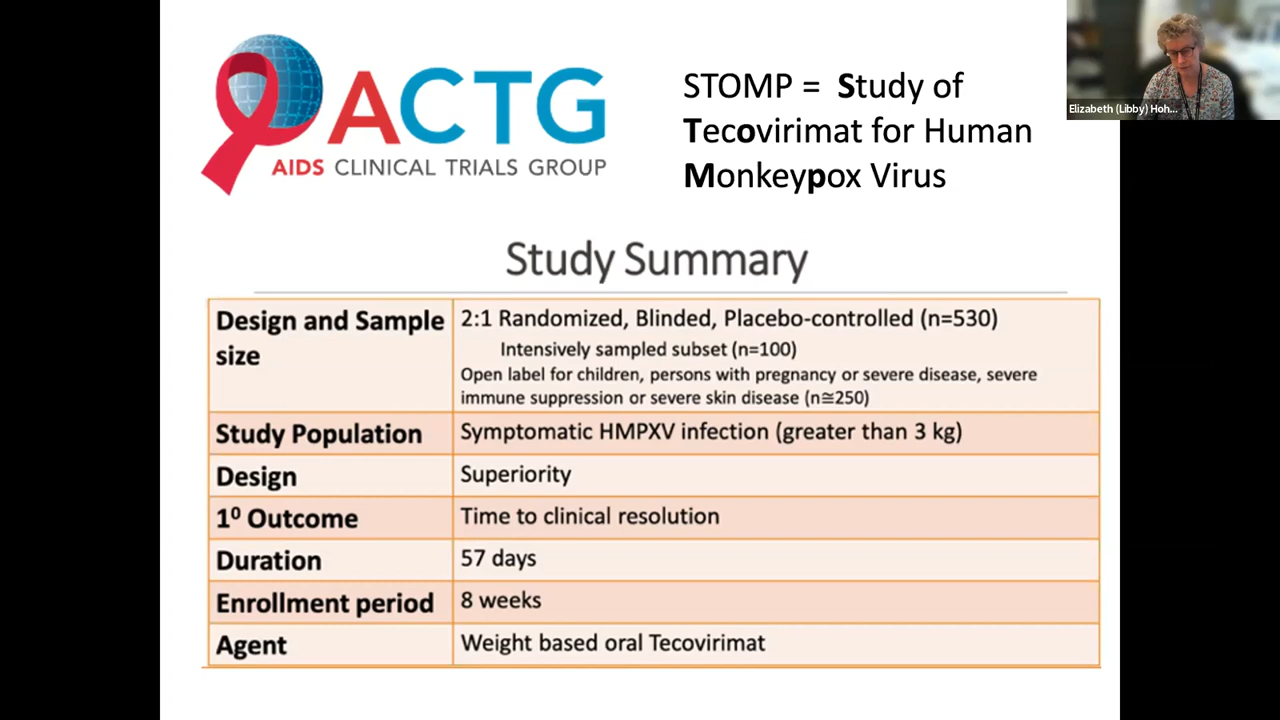 ACTG
AIDS CLINICAL TRIALS GROUP
STOMP = Study of
Tecovirimat for Human
Monkeypox Virus
Elizabeth (Libby) Hoh...
Study Summary
Design and Sample size
2:1 Randomized, Blinded, Placebo-controlled (n=530)
Intensively sampled subset (n=100)
Open label for children, persons with pregnancy or severe disease, severe
immune suppression or severe skin disease (n≅250)
Study Population
Symptomatic HMPXV infection (greater than 3 kg)
Design
Superiority
1⁰ Outcome
Time to clinical resolution
Duration
57 days
Enrollment period
8 weeks
Agent
Weight based oral Tecovirimat